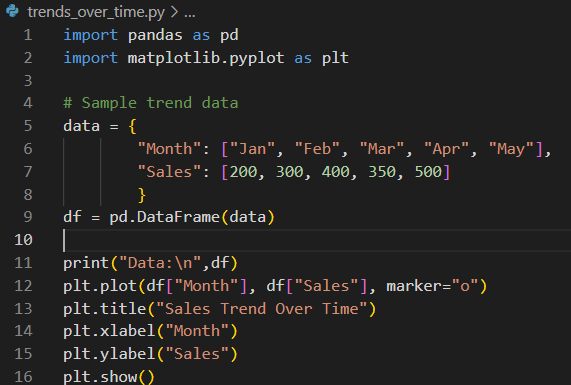 trends_over_time.py > ...
1 import pandas as pd
2 import matplotlib.pyplot as plt
3
4 # Sample trend data
5 data = {
6         "Month": ["Jan", "Feb", "Mar", "Apr", "May"],
7         "Sales": [200, 300, 400, 350, 500]
8         }
9 df = pd.DataFrame(data)
10
11 print("Data:\n",df)
12 plt.plot(df["Month"], df["Sales"], marker="o")
13 plt.title("Sales Trend Over Time")
14 plt.xlabel("Month")
15 plt.ylabel("Sales")
16 plt.show()